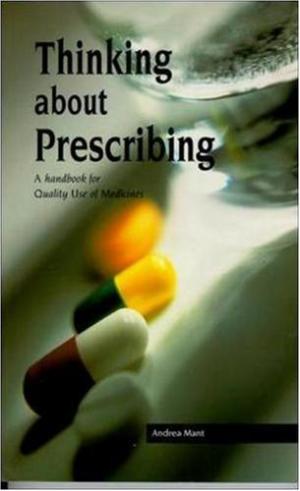 Thinking
about
Prescribing
A handbook for
Quality Use of Medicines
Andrea Mant